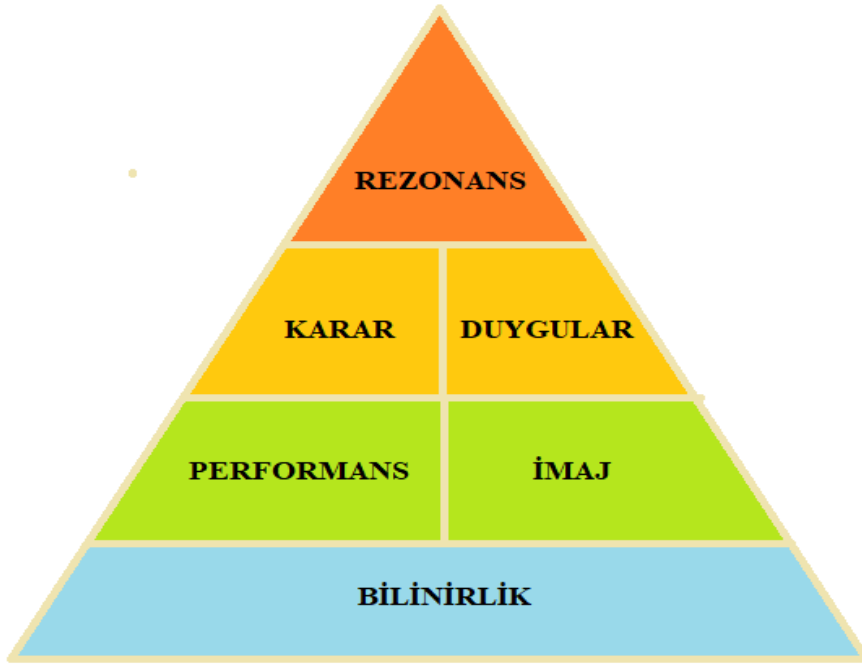 REZONANS
KARAR
DUYGULAR
PERFORMANS
İMAJ
BİLİNİRLİK